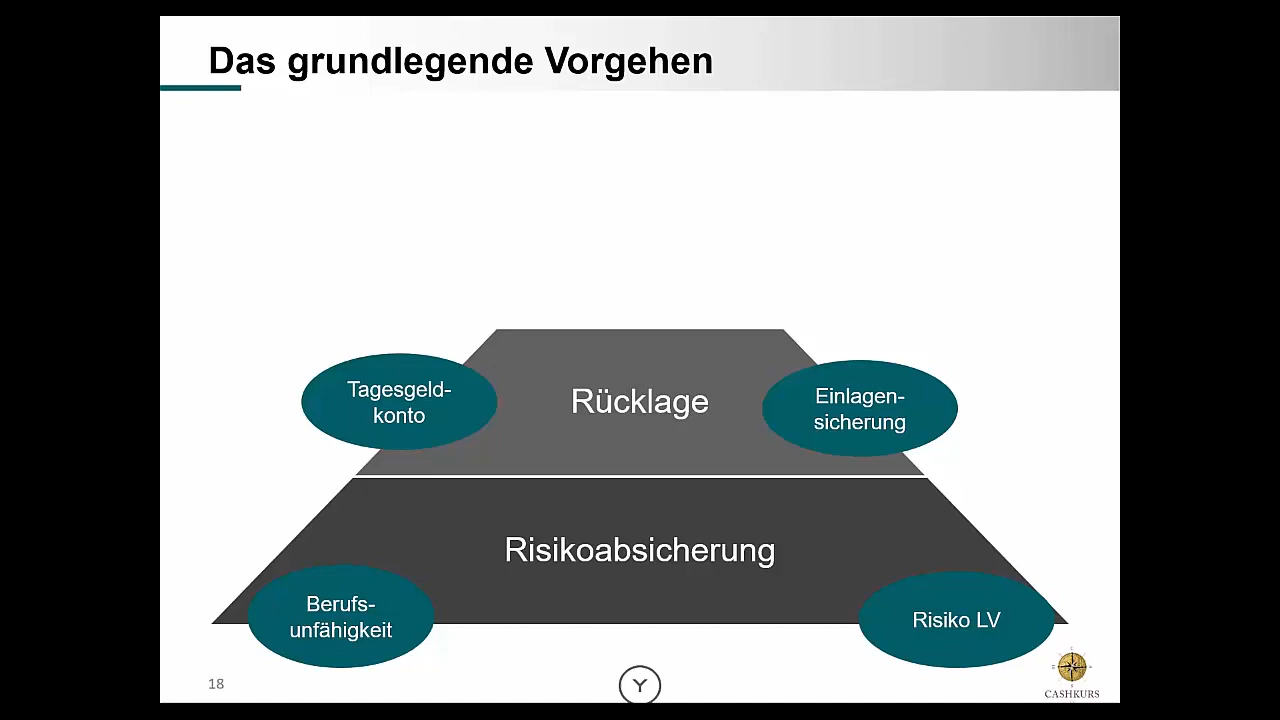 Das grundlegende Vorgehen
Tagesgeld-
konto
Rücklage
Einlagen-
sicherung
Risikoabsicherung
Berufs-
unfähigkeit
Risiko LV
18
Y
CASHKURS